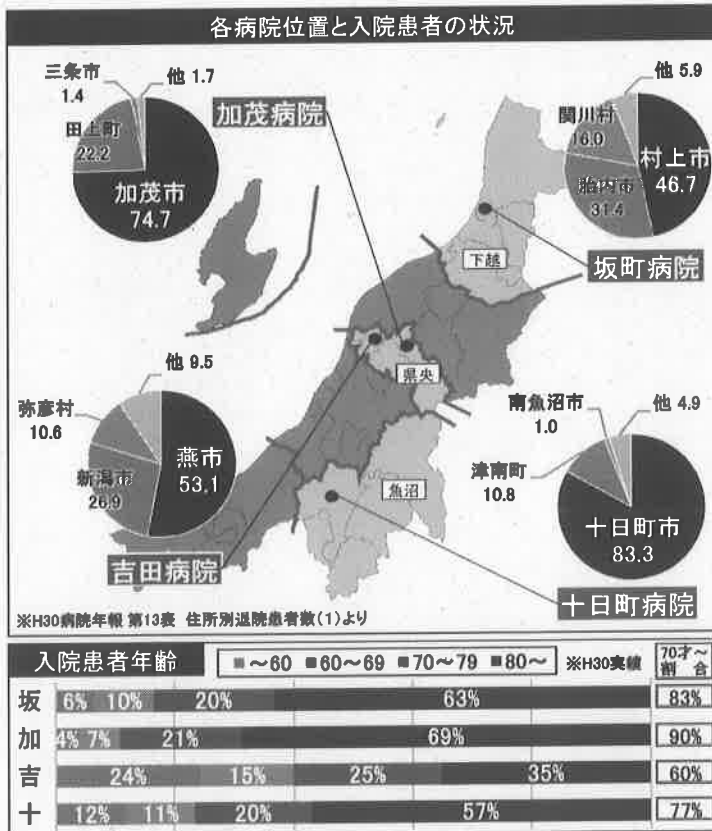 各病院位置と入院患者の状況
三条市
1.4
他 1.7
田上町
22.2
加茂市
74.7
加茂病院
他 5.9
関川村
16.0
村上市
46.7
胎内市
31.4
下越
坂町病院
県央
他 9.5
弥彦村
10.6
燕市
53.1
新潟市
26.9
南魚沼市
1.0
他 4.9
津南町
10.8
十日町市
83.3
魚沼
吉田病院
十日町病院
※H30病院年報 第13表 住所別退院患者数(1)より
入院患者年齢
■～60 ■60～69 ■70～79 ■80～
※H30実績
70才～
割 合
坂 6% 10% 20% 63% 83%
加 4% 7% 21% 69% 90%
吉 24% 15% 25% 35% 60%
十 12% 11% 20% 57% 77%